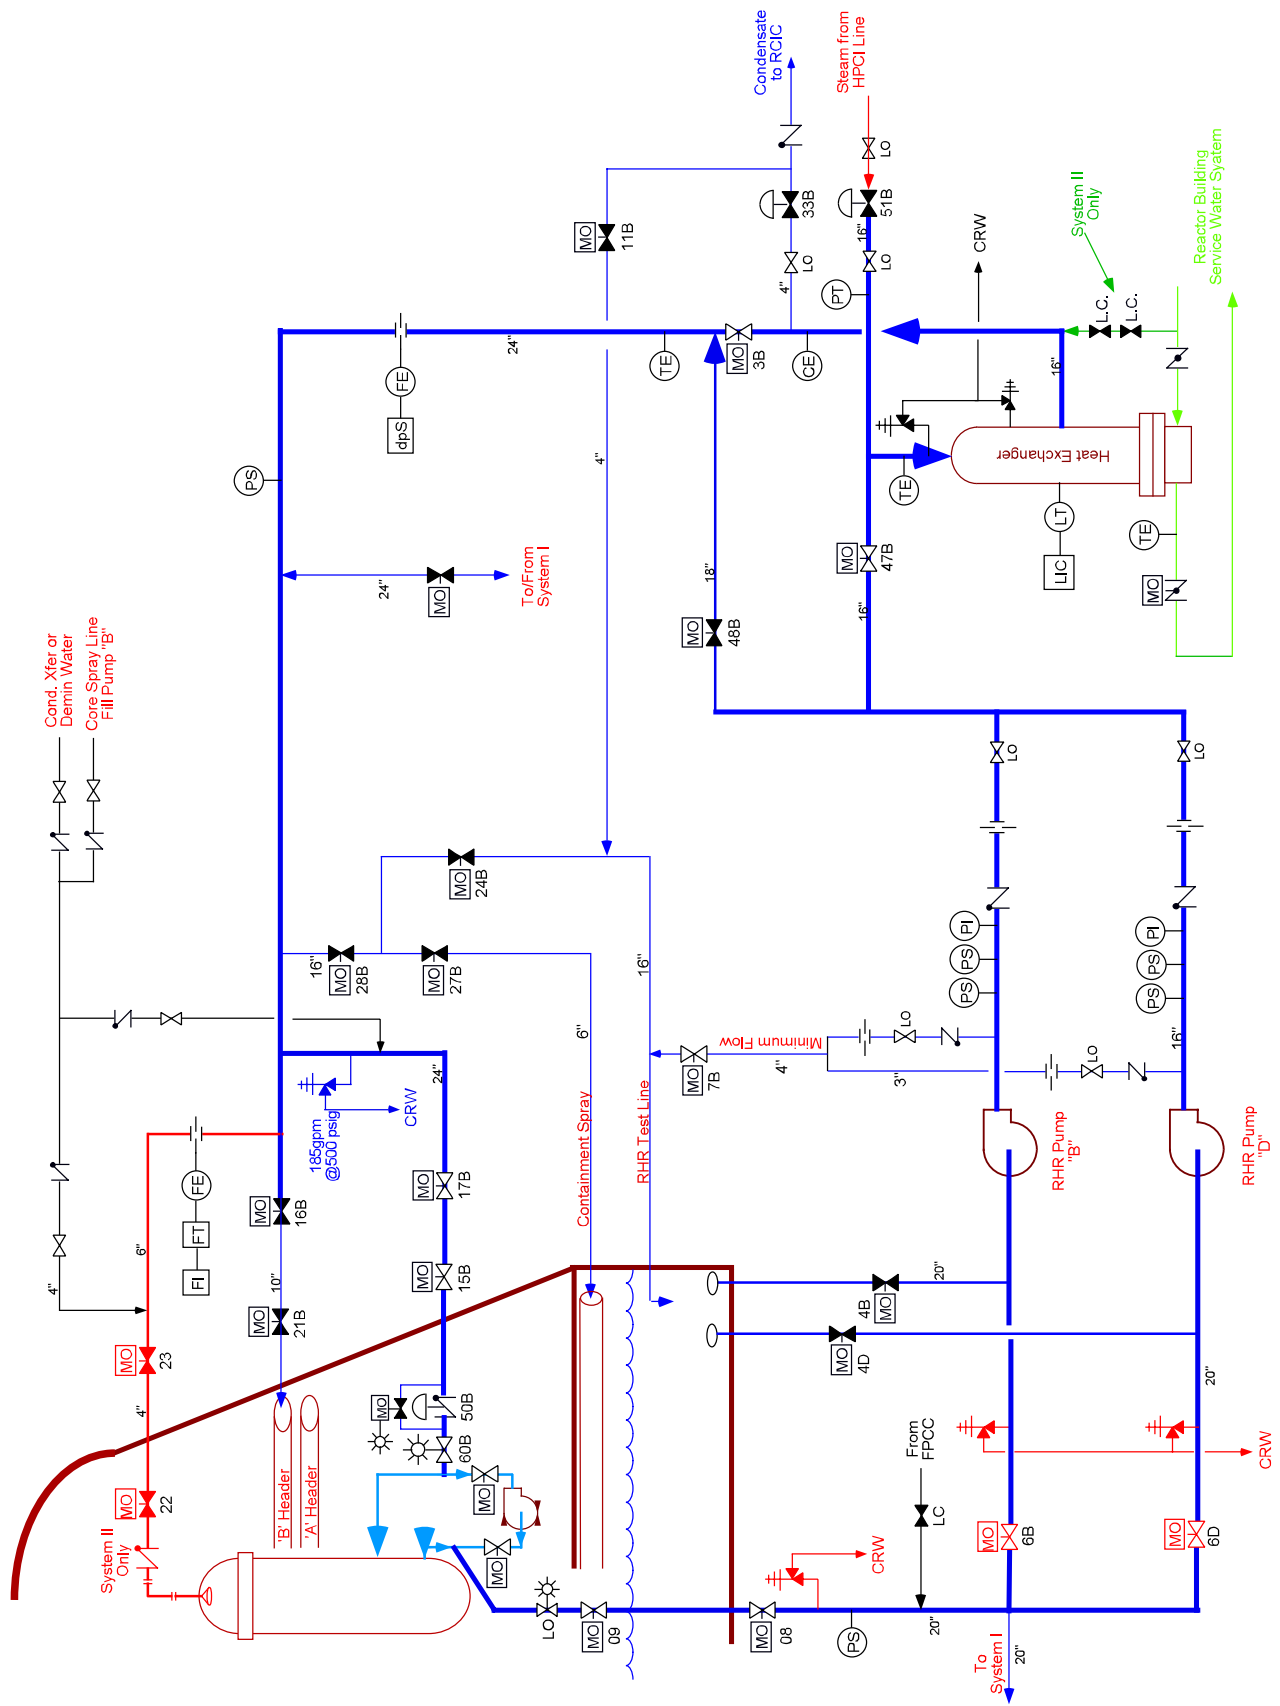 Condensate
to RCIC
Steam from
HPCI Line
LO
MO
11B
33B
51B
16"
LO
LO
4"
PT
CRW
System II
Only
Reactor Building
Service Water Syatem
L.C.
L.C.
FE
dpS
24"
TE
MO
3B
CE
16"
4"
PS
TE
Heat Exchanger
LT
LIC
TE
MO
MO
47B
18"
16"
MO
48B
24"
MO
To/From
System I
Cond. Xfer or
Demin Water
Core Spray Line
Fill Pump "B"
LO
LO
MO
24B
16"
MO
28B
MO
27B
16"
6"
PI
PS
PS
PI
PS
PS
16"
Minimum Flow
LO
LO
MO
7B
4"
3"
24"
185gpm
@500 psig
CRW
Containment Spray
RHR Test Line
RHR Pump
"B"
RHR Pump
"D"
FE
FT
FI
6"
4"
MO
16B
MO
17B
10"
MO
15B
MO
21B
20"
MO
4B
MO
4D
20"
MO
23
4"
MO
50B
60B
'B' Header
'A' Header
MO
22
System II
Only
MO
MO
From
FPCC
LC
CRW
MO
6B
MO
6D
CRW
LO
MO
09
MO
08
PS
20"
To
System I
20"